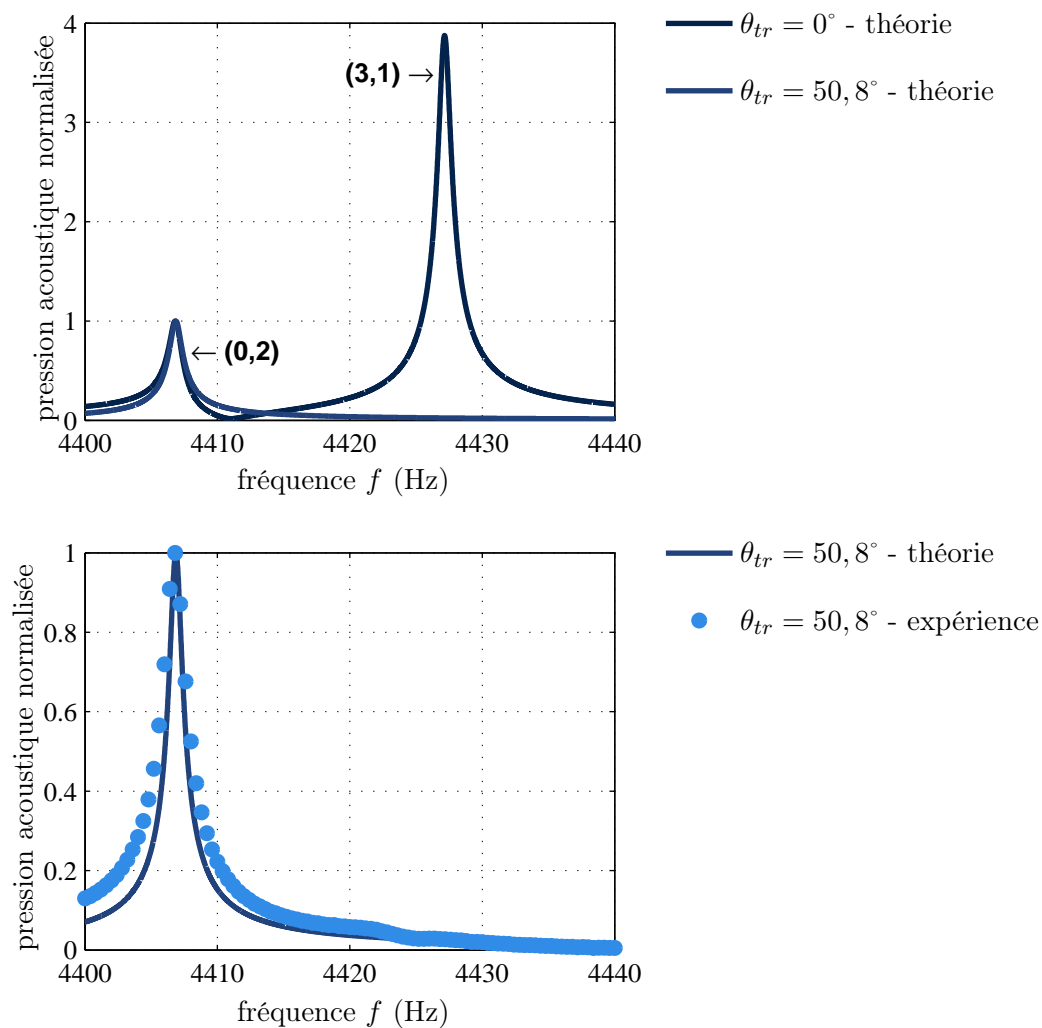 pression acoustique normalisée
4
3
2
1
0
(3,1) →
← (0,2)
4400 4410 4420 4430 4440
fréquence f (Hz)
θtr = 0° - théorie
θtr = 50, 8° - théorie
pression acoustique normalisée
1
0.8
0.6
0.4
0.2
0
4400 4410 4420 4430 4440
fréquence f (Hz)
θtr = 50, 8° - théorie
θtr = 50, 8° - expérience